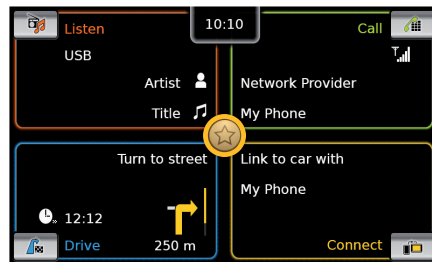 10:10
Listen
USB
Artist
Title
Call
Network Provider
My Phone
Turn to street
12:12
250 m
Drive
Link to car with
My Phone
Connect